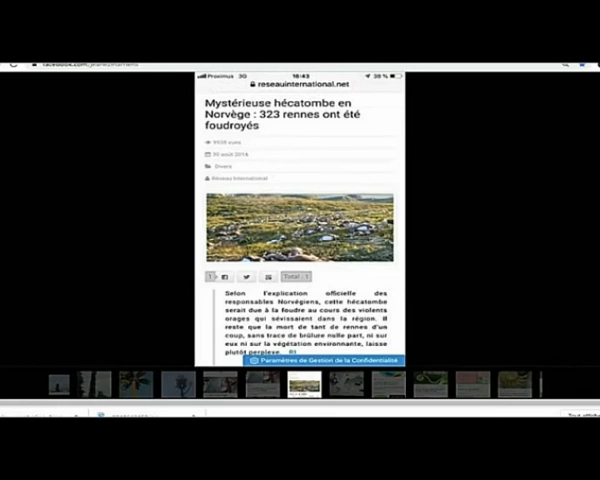 Proximus 3G 16:43 38 %
reseauinternational.net
Mystérieuse hécatombe en
Norvège : 323 rennes ont été
foudroyés
30 août 2016
Divers
Réseau International
1
Total: 1
Selon l'explication officielle des
responsables Norvégiens, cette hécatombe
serait due à la foudre au cours des violents
orages qui sévissaient dans la région. Il
reste que la mort de tant de rennes d'un
coup, sans trace de brûlure nulle part, ni sur
eux ni sur la végétation environnante, laisse
plutôt perplexe. RI
Paramètres de Gestion de la Confidentialité